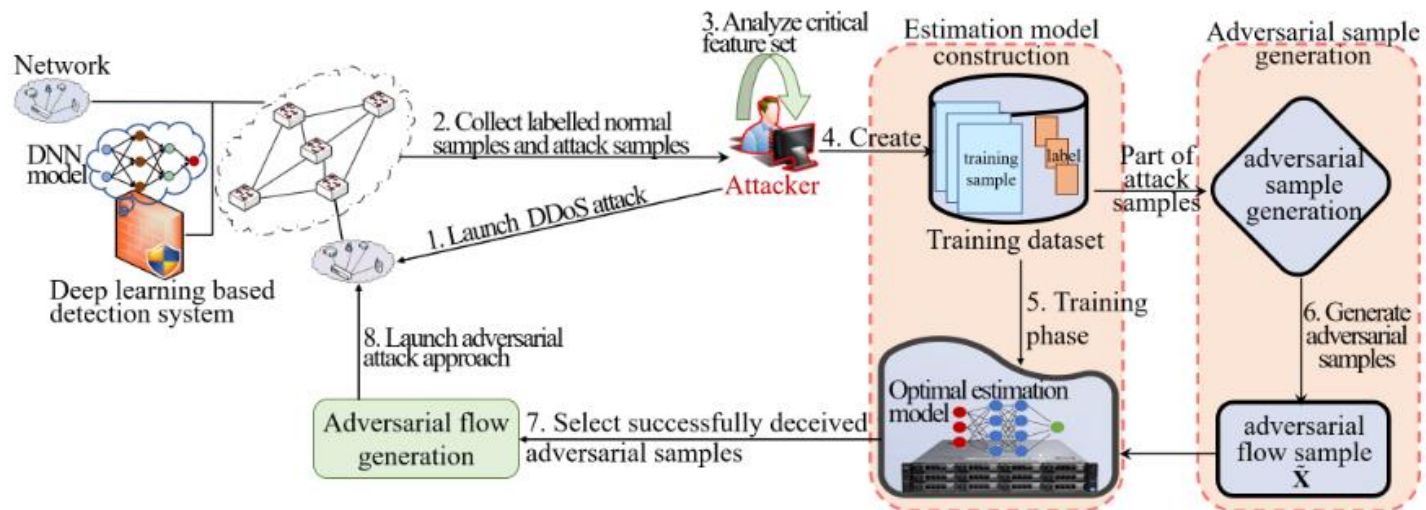 Network
DNN
model
Deep learning based
detection system
3. Analyze critical
feature set
2. Collect labelled normal
samples and attack samples
Attacker
1. Launch DDoS attack
4. Create
Estimation model
construction
training
sample
label
Training dataset
Part of
attack
samples
Adversarial sample
generation
adversarial
sample
generation
5. Training
phase
6. Generate
adversarial
samples
Optimal estimation
model
adversarial
flow sample
X̃
7. Select successfully deceived
adversarial samples
Adversarial flow
generation
8. Launch adversarial
attack approach